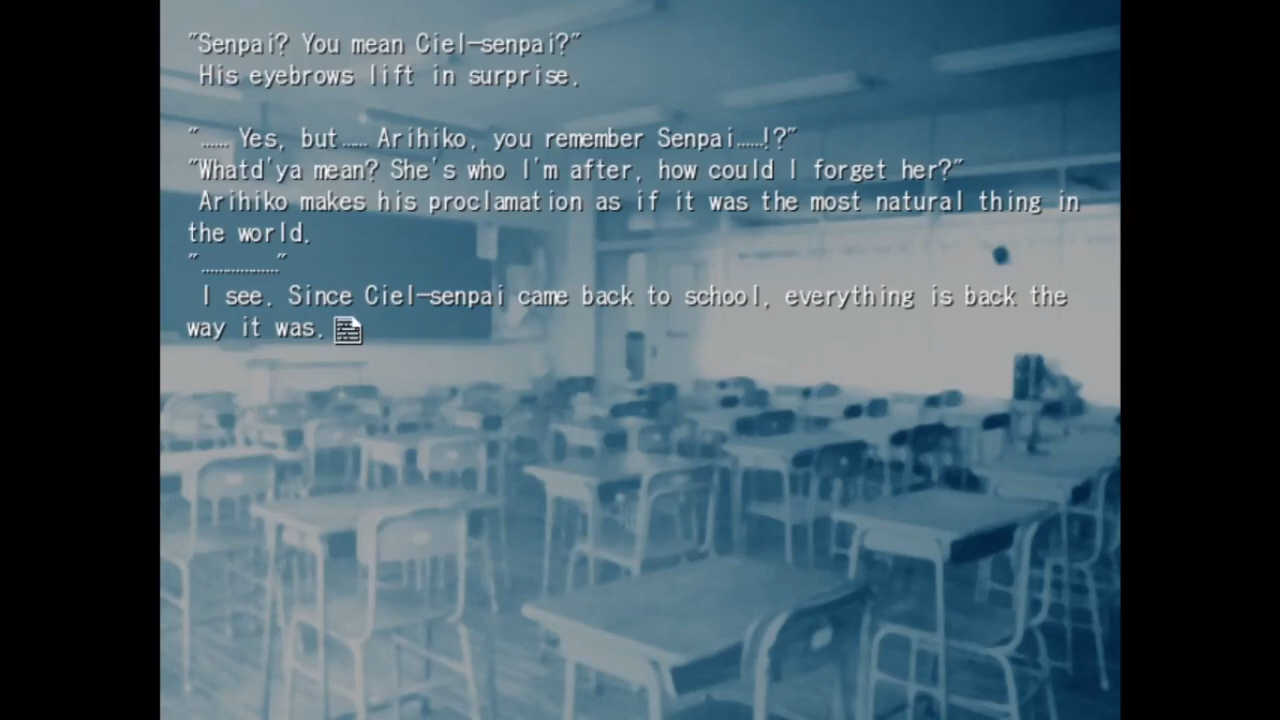 "Senpai? You mean Ciel-senpai?"
His eyebrows lift in surprise.
"…… Yes, but…… Arihiko, you remember Senpai……!?"
"Whatd'ya mean? She's who I'm after, how could I forget her?"
Arihiko makes his proclamation as if it was the most natural thing in
the world.
"………………"
I see. Since Ciel-senpai came back to school, everything is back the
way it was.